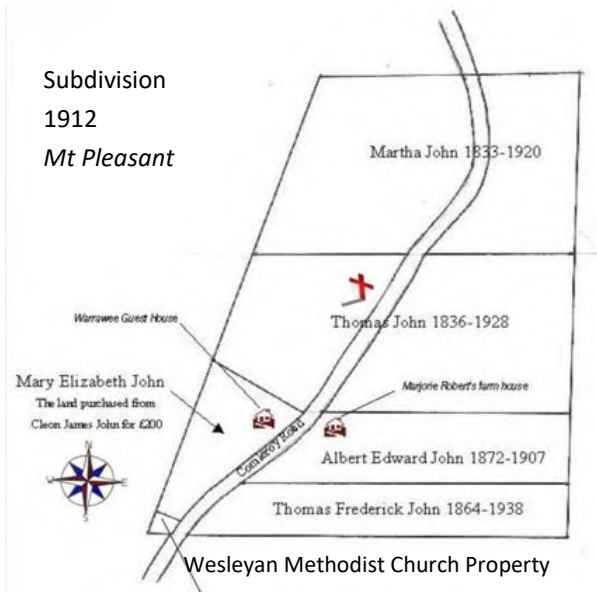 Subdivision
1912
Mt Pleasant
Martha John 1833-1920
Thomas John 1836-1928
Warrawee Guest House
Mary Elizabeth John
The land purchased from
Cleon James John for £200
Marjorie Robert's farm house
Comleroy Road
Albert Edward John 1872-1907
Thomas Frederick John 1864-1938
N
W
E
S
Wesleyan Methodist Church Property